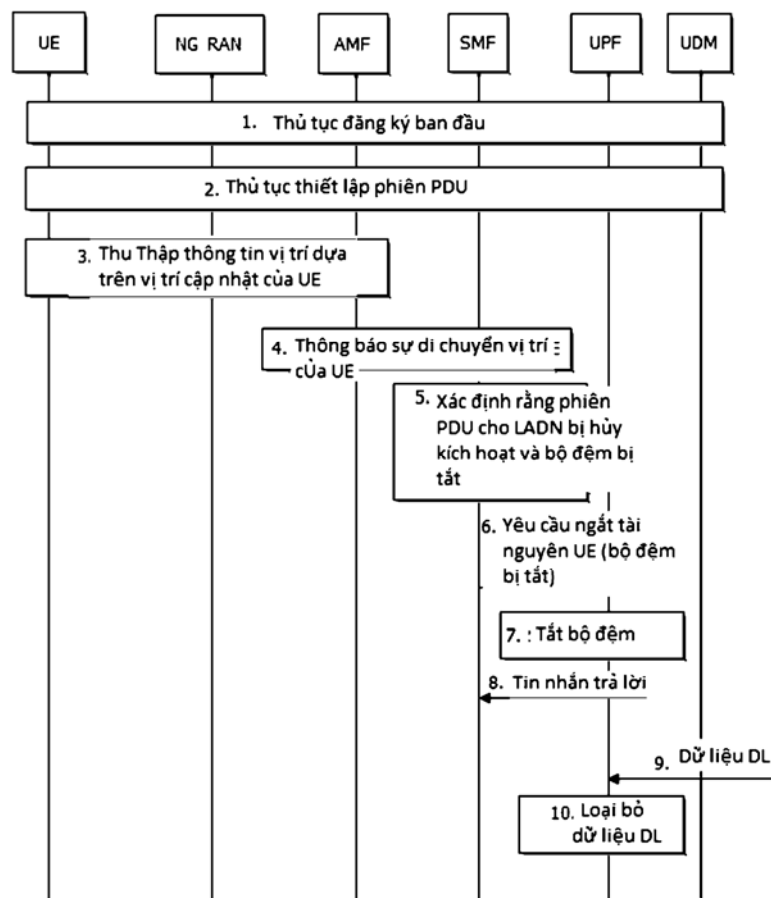 UE NG RAN AMF SMF UPF UDM
1. Thủ tục đăng ký ban đầu
2. Thủ tục thiết lập phiên PDU
3. Thu Thập thông tin vị trí dựa
trên vị trí cập nhật của UE
4. Thông báo sự di chuyển vị trí :
của UE
5. Xác định rằng phiên
PDU cho LADN bị hủy
kích hoạt và bộ đệm bị
tắt
6. Yêu cầu ngắt tài
nguyên UE (bộ đệm
bị tắt)
7. : Tắt bộ đệm
8. Tin nhắn trả lời
9. Dữ liệu DL
10. Loại bỏ
dữ liệu DL